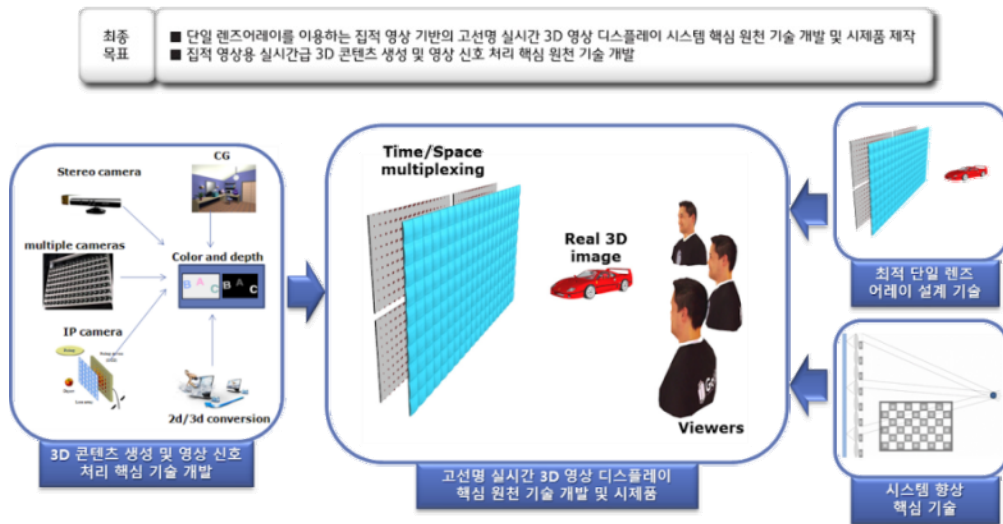 최종
목표
■ 단일 렌즈어레이를 이용하는 집적 영상 기반의 고선명 실시간 3D 영상 디스플레이 시스템 핵심 원천 기술 개발 및 시제품 제작
■ 집적 영상용 실시간급 3D 콘텐츠 생성 및 영상 신호 처리 핵심 원천 기술 개발
CG
Stereo camera
multiple cameras
Color and depth
B A C B A C
IP camera
2d/3d conversion
3D 콘텐츠 생성 및 영상 신호
처리 핵심 기술 개발
Time/Space
multiplexing
Real 3D
image
Viewers
고선명 실시간 3D 영상 디스플레이
핵심 원천 기술 개발 및 시제품
최적 단일 렌즈
어레이 설계 기술
시스템 향상
핵심 기술